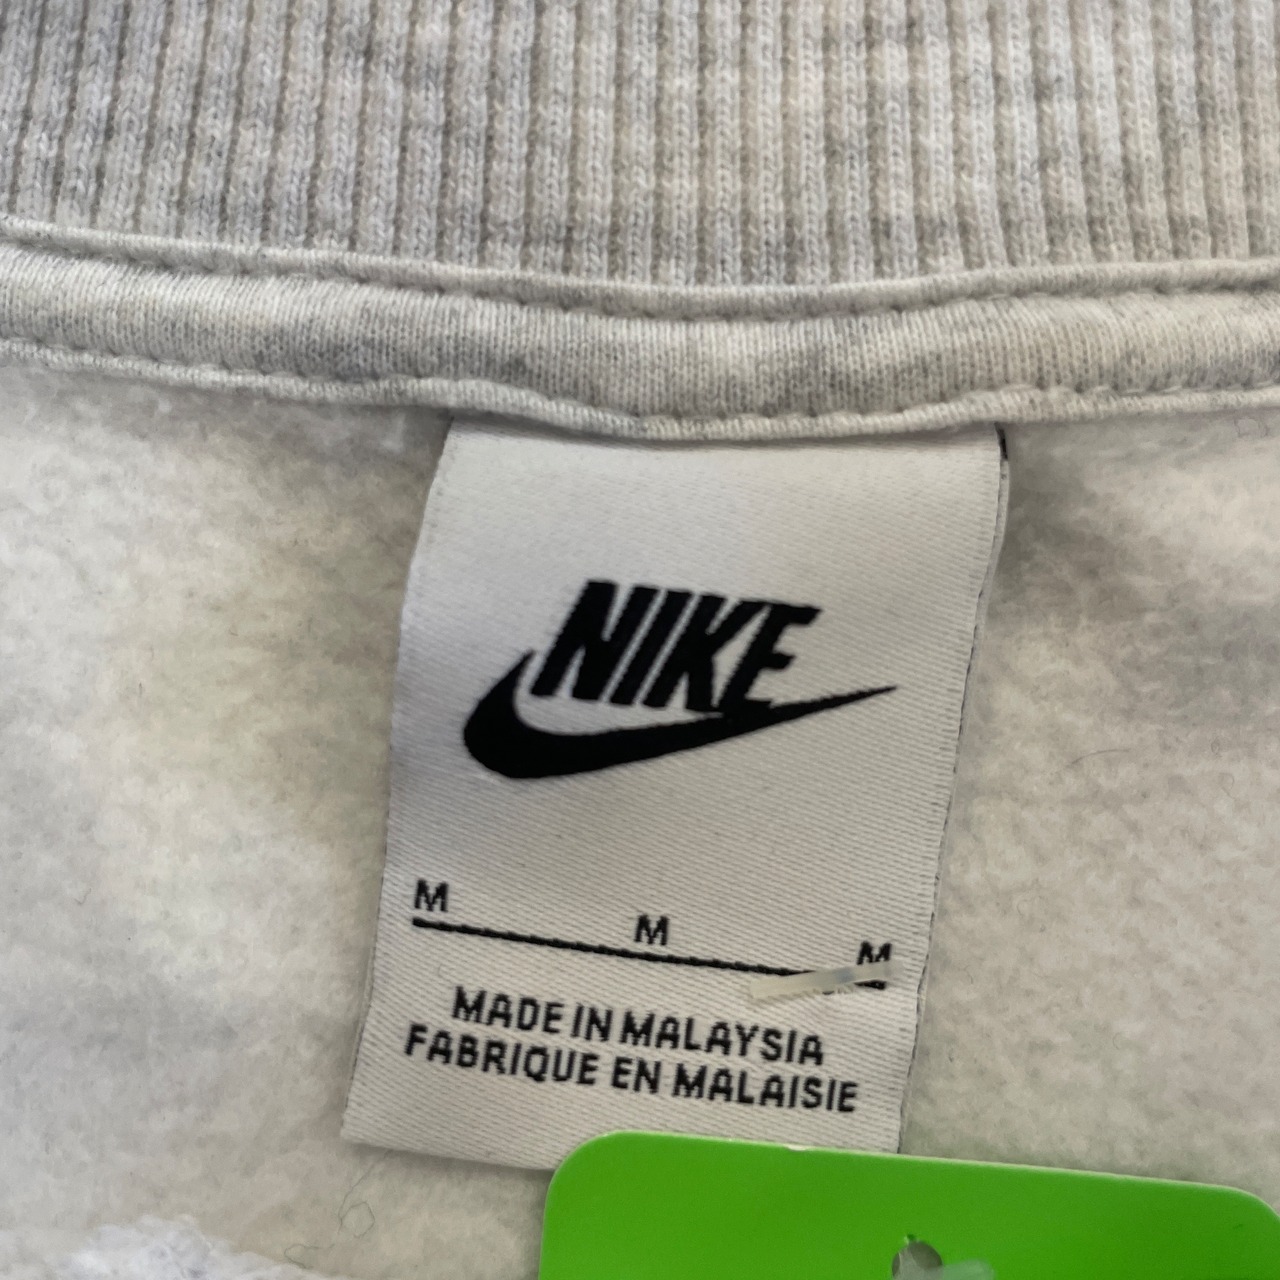 NIKE
M M M
MADE IN MALAYSIA
FABRIQUE EN MALAISIE